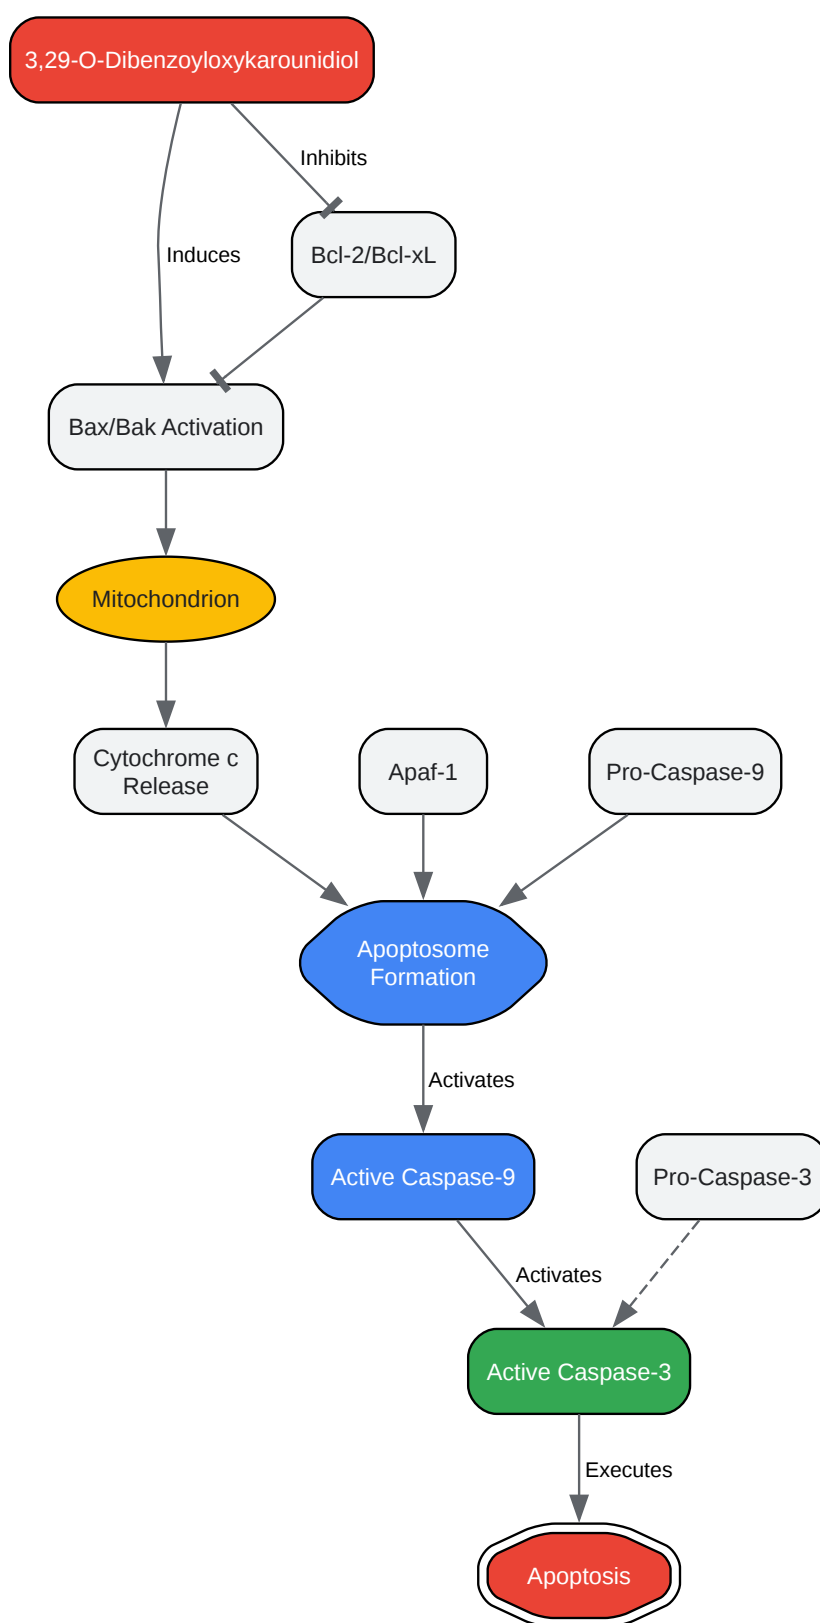 3,29-O-Dibenzoyloxykarounidiol
Inhibits
Induces
Bcl-2/Bcl-xL
Bax/Bak Activation
Mitochondrion
Cytochrome c
Release
Apaf-1
Pro-Caspase-9
Apoptosome
Formation
Activates
Active Caspase-9
Pro-Caspase-3
Activates
Active Caspase-3
Executes
Apoptosis